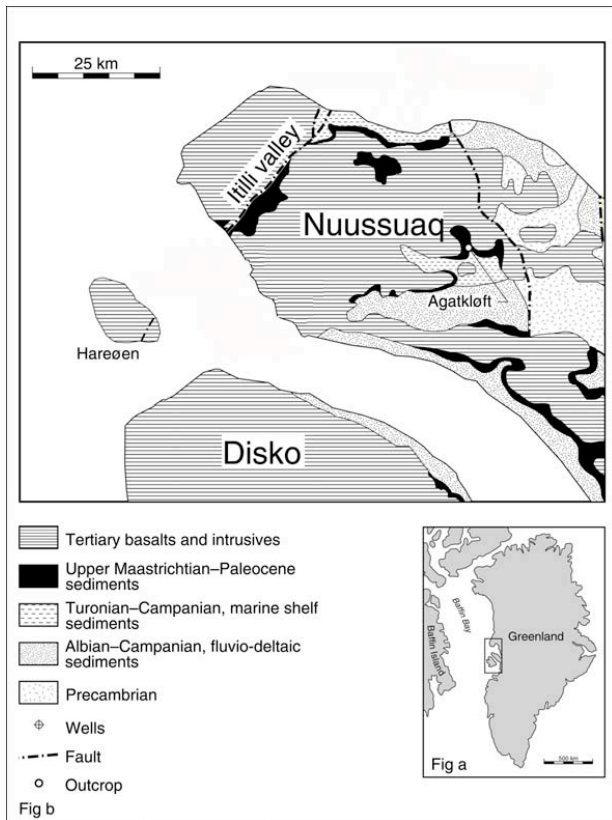 25 km
Itilli valley
Nuussuaq
Agatkløft
Hareøen
Disko
Tertiary basalts and intrusives
Upper Maastrichtian–Paleocene
sediments
Turonian–Campanian, marine shelf
sediments
Albian–Campanian, fluvio-deltaic
sediments
Precambrian
Wells
Fault
Outcrop
Fig b
Baffin Bay
Baffin Island
Greenland
Fig a
500 km